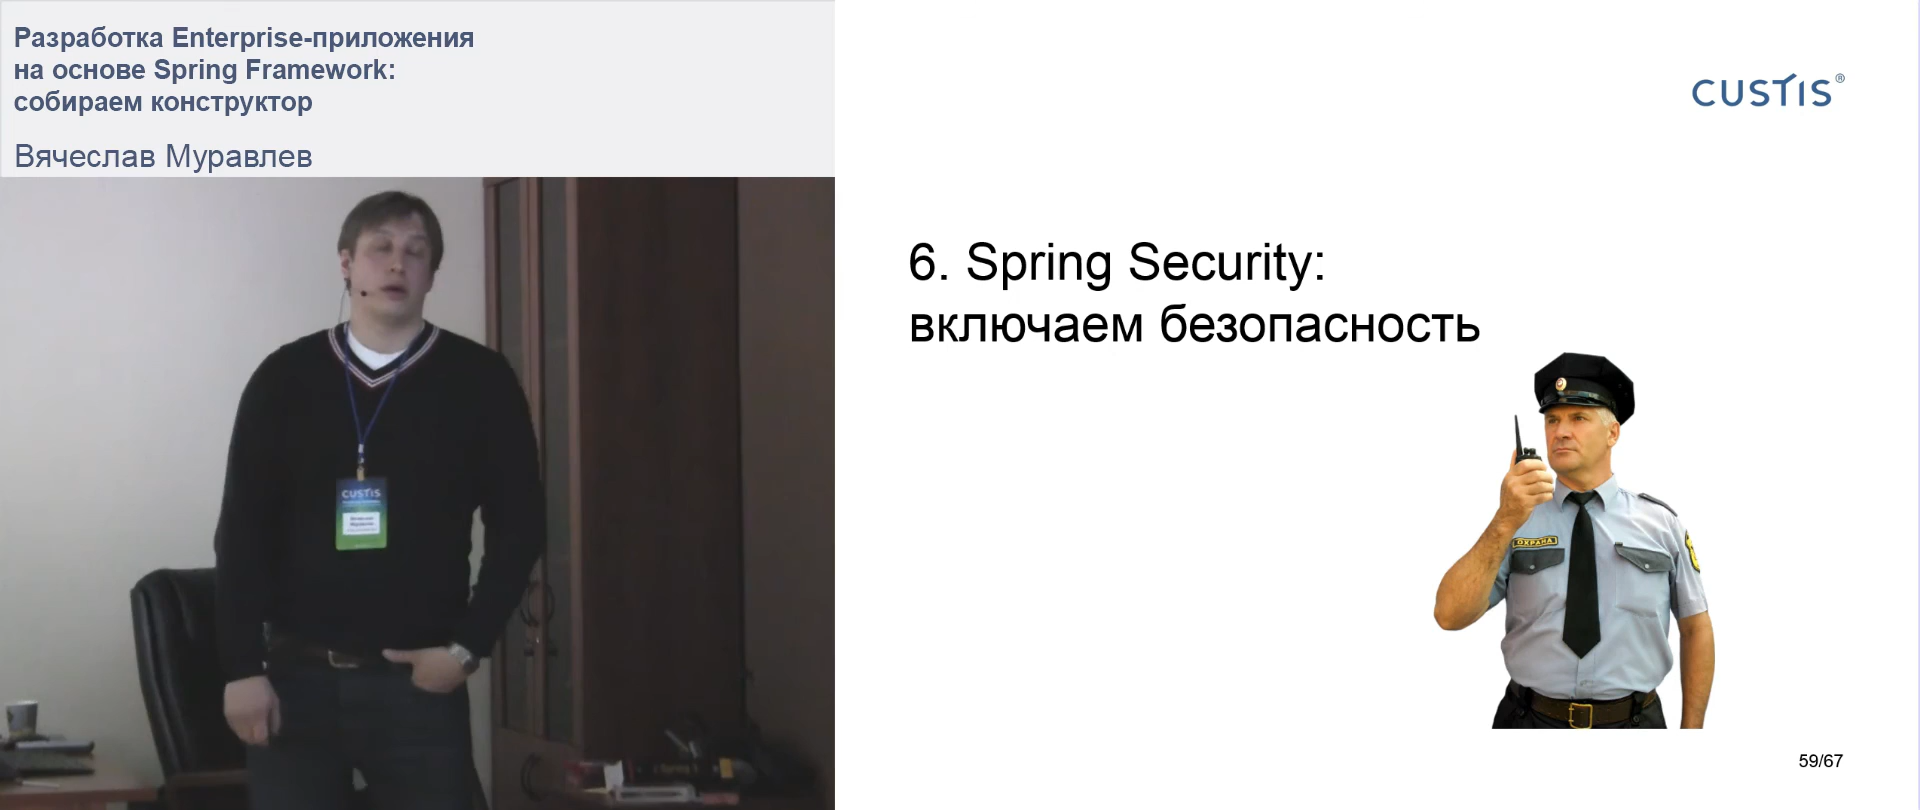 Разработка Enterprise-приложения
на основе Spring Framework:
собираем конструктор
Вячеслав Муравлев
CUSTIS
CUSTIS®
6. Spring Security:
включаем безопасность
ОХРАНА
59/67